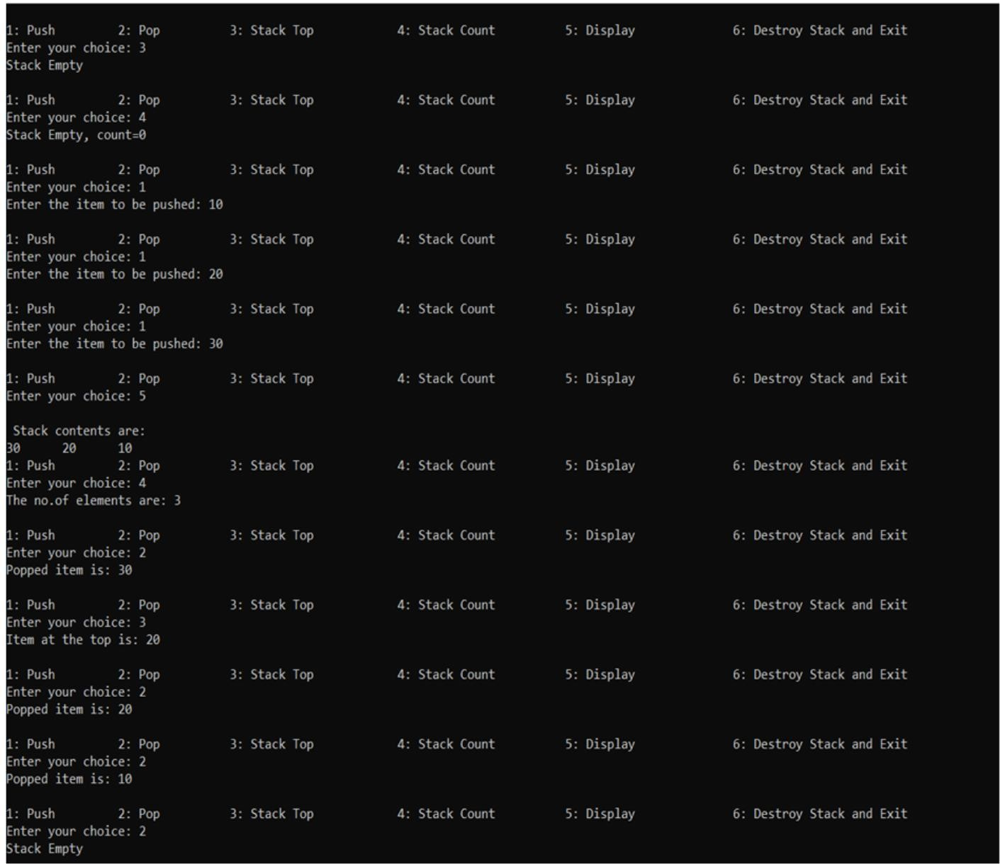 1: Push 2: Pop 3: Stack Top 4: Stack Count 5: Display 6: Destroy Stack and Exit
Enter your choice: 3
Stack Empty
1: Push 2: Pop 3: Stack Top 4: Stack Count 5: Display 6: Destroy Stack and Exit
Enter your choice: 4
Stack Empty, count=0
1: Push 2: Pop 3: Stack Top 4: Stack Count 5: Display 6: Destroy Stack and Exit
Enter your choice: 1
Enter the item to be pushed: 10
1: Push 2: Pop 3: Stack Top 4: Stack Count 5: Display 6: Destroy Stack and Exit
Enter your choice: 1
Enter the item to be pushed: 20
1: Push 2: Pop 3: Stack Top 4: Stack Count 5: Display 6: Destroy Stack and Exit
Enter your choice: 1
Enter the item to be pushed: 30
1: Push 2: Pop 3: Stack Top 4: Stack Count 5: Display 6: Destroy Stack and Exit
Enter your choice: 5
Stack contents are:
30 20 10
1: Push 2: Pop 3: Stack Top 4: Stack Count 5: Display 6: Destroy Stack and Exit
Enter your choice: 4
The no.of elements are: 3
1: Push 2: Pop 3: Stack Top 4: Stack Count 5: Display 6: Destroy Stack and Exit
Enter your choice: 2
Popped item is: 30
1: Push 2: Pop 3: Stack Top 4: Stack Count 5: Display 6: Destroy Stack and Exit
Enter your choice: 3
Item at the top is: 20
1: Push 2: Pop 3: Stack Top 4: Stack Count 5: Display 6: Destroy Stack and Exit
Enter your choice: 2
Popped item is: 20
1: Push 2: Pop 3: Stack Top 4: Stack Count 5: Display 6: Destroy Stack and Exit
Enter your choice: 2
Popped item is: 10
1: Push 2: Pop 3: Stack Top 4: Stack Count 5: Display 6: Destroy Stack and Exit
Enter your choice: 2
Stack Empty